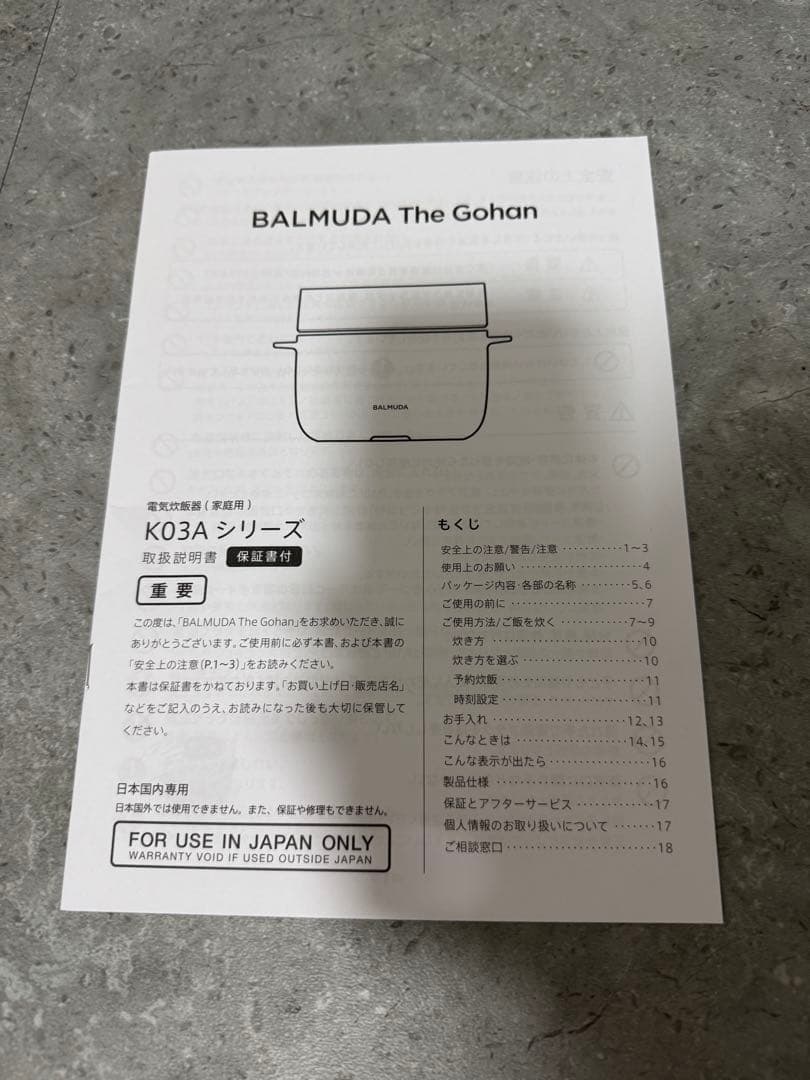 BALMUDA The Gohan
BALMUDA
電気炊飯器(家庭用)
K03A シリーズ
取扱説明書 保証書付
重要
この度は、「BALMUDA The Gohan」をお求めいただき、誠に
ありがとうございます。ご使用前に必ず本書、および本書の
「安全上の注意(P.1〜3)」をお読みください。
本書は保証書をかねております。「お買い上げ日・販売店名」
などをご記入のうえ、お読みになった後も大切に保管して
ください。
日本国内専用
日本国外では使用できません。また、保証や修理もできません。
FOR USE IN JAPAN ONLY
WARRANTY VOID IF USED OUTSIDE JAPAN
もくじ
安全上の注意/警告/注意 ··········· 1〜3
使用上のお願い ······················ 4
パッケージ内容·各部の名称 ········· 5、6
ご使用の前に ························ 7
ご使用方法/ご飯を炊く ············ 7〜9
炊き方 ···························· 10
炊き方を選ぶ ······················ 10
予約炊飯 ·························· 11
時刻設定 ·························· 11
お手入れ ························ 12、13
こんなときは ···················· 14、15
こんな表示が出たら ················ 16
製品仕様 ·························· 16
保証とアフターサービス ············ 17
個人情報のお取り扱いについて ······· 17
ご相談窓口 ························ 18